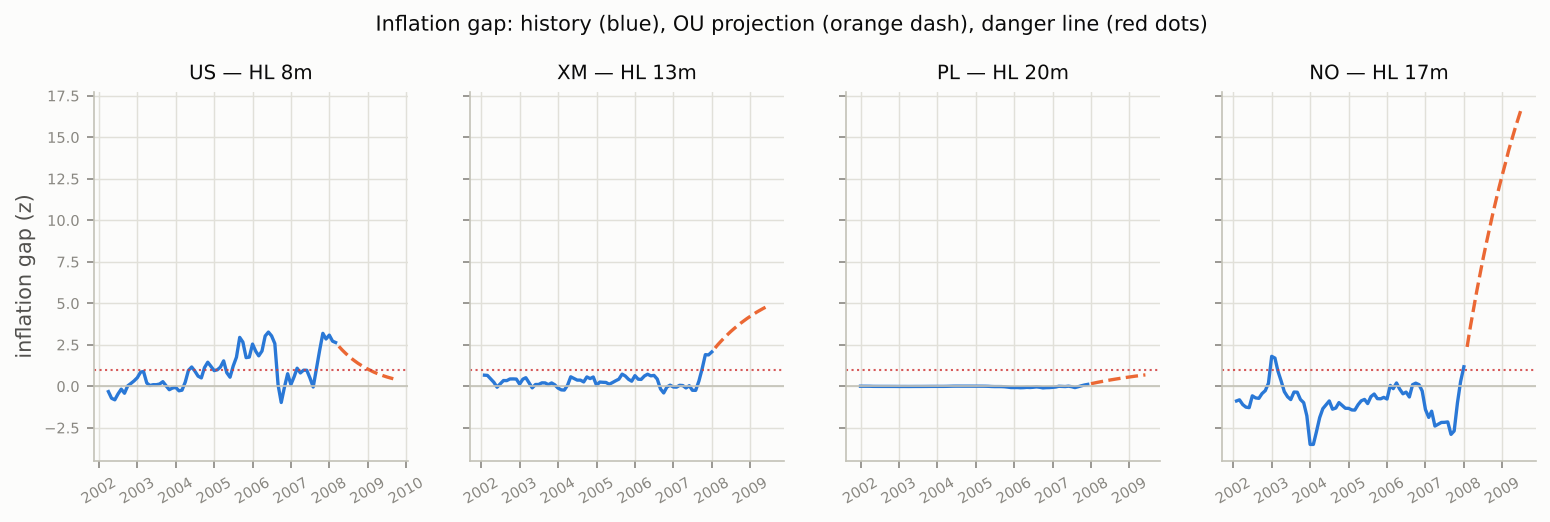 Inflation gap: history (blue), OU projection (orange dash), danger line (red dots)
US — HL 8m
XM — HL 13m
PL — HL 20m
NO — HL 17m
inflation gap (z)
17.5
15.0
12.5
10.0
7.5
5.0
2.5
0.0
−2.5
2002 2003 2004 2005 2006 2007 2008 2009 2010
2002 2003 2004 2005 2006 2007 2008 2009
2002 2003 2004 2005 2006 2007 2008 2009
2002 2003 2004 2005 2006 2007 2008 2009